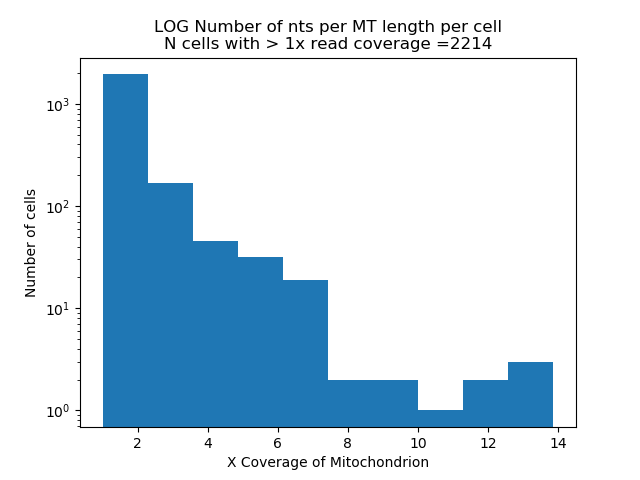 LOG Number of nts per MT length per cell
N cells with > 1x read coverage =2214
Number of cells
10³
10²
10¹
10⁰
2 4 6 8 10 12 14
X Coverage of Mitochondrion